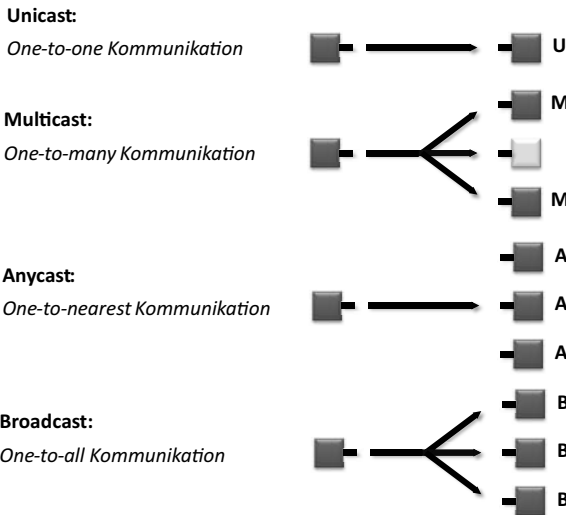 Unicast:
One-to-one Kommunikation
U
Multicast:
One-to-many Kommunikation
M
M
Anycast:
One-to-nearest Kommunikation
A
A
A
Broadcast:
One-to-all Kommunikation
B
B
B